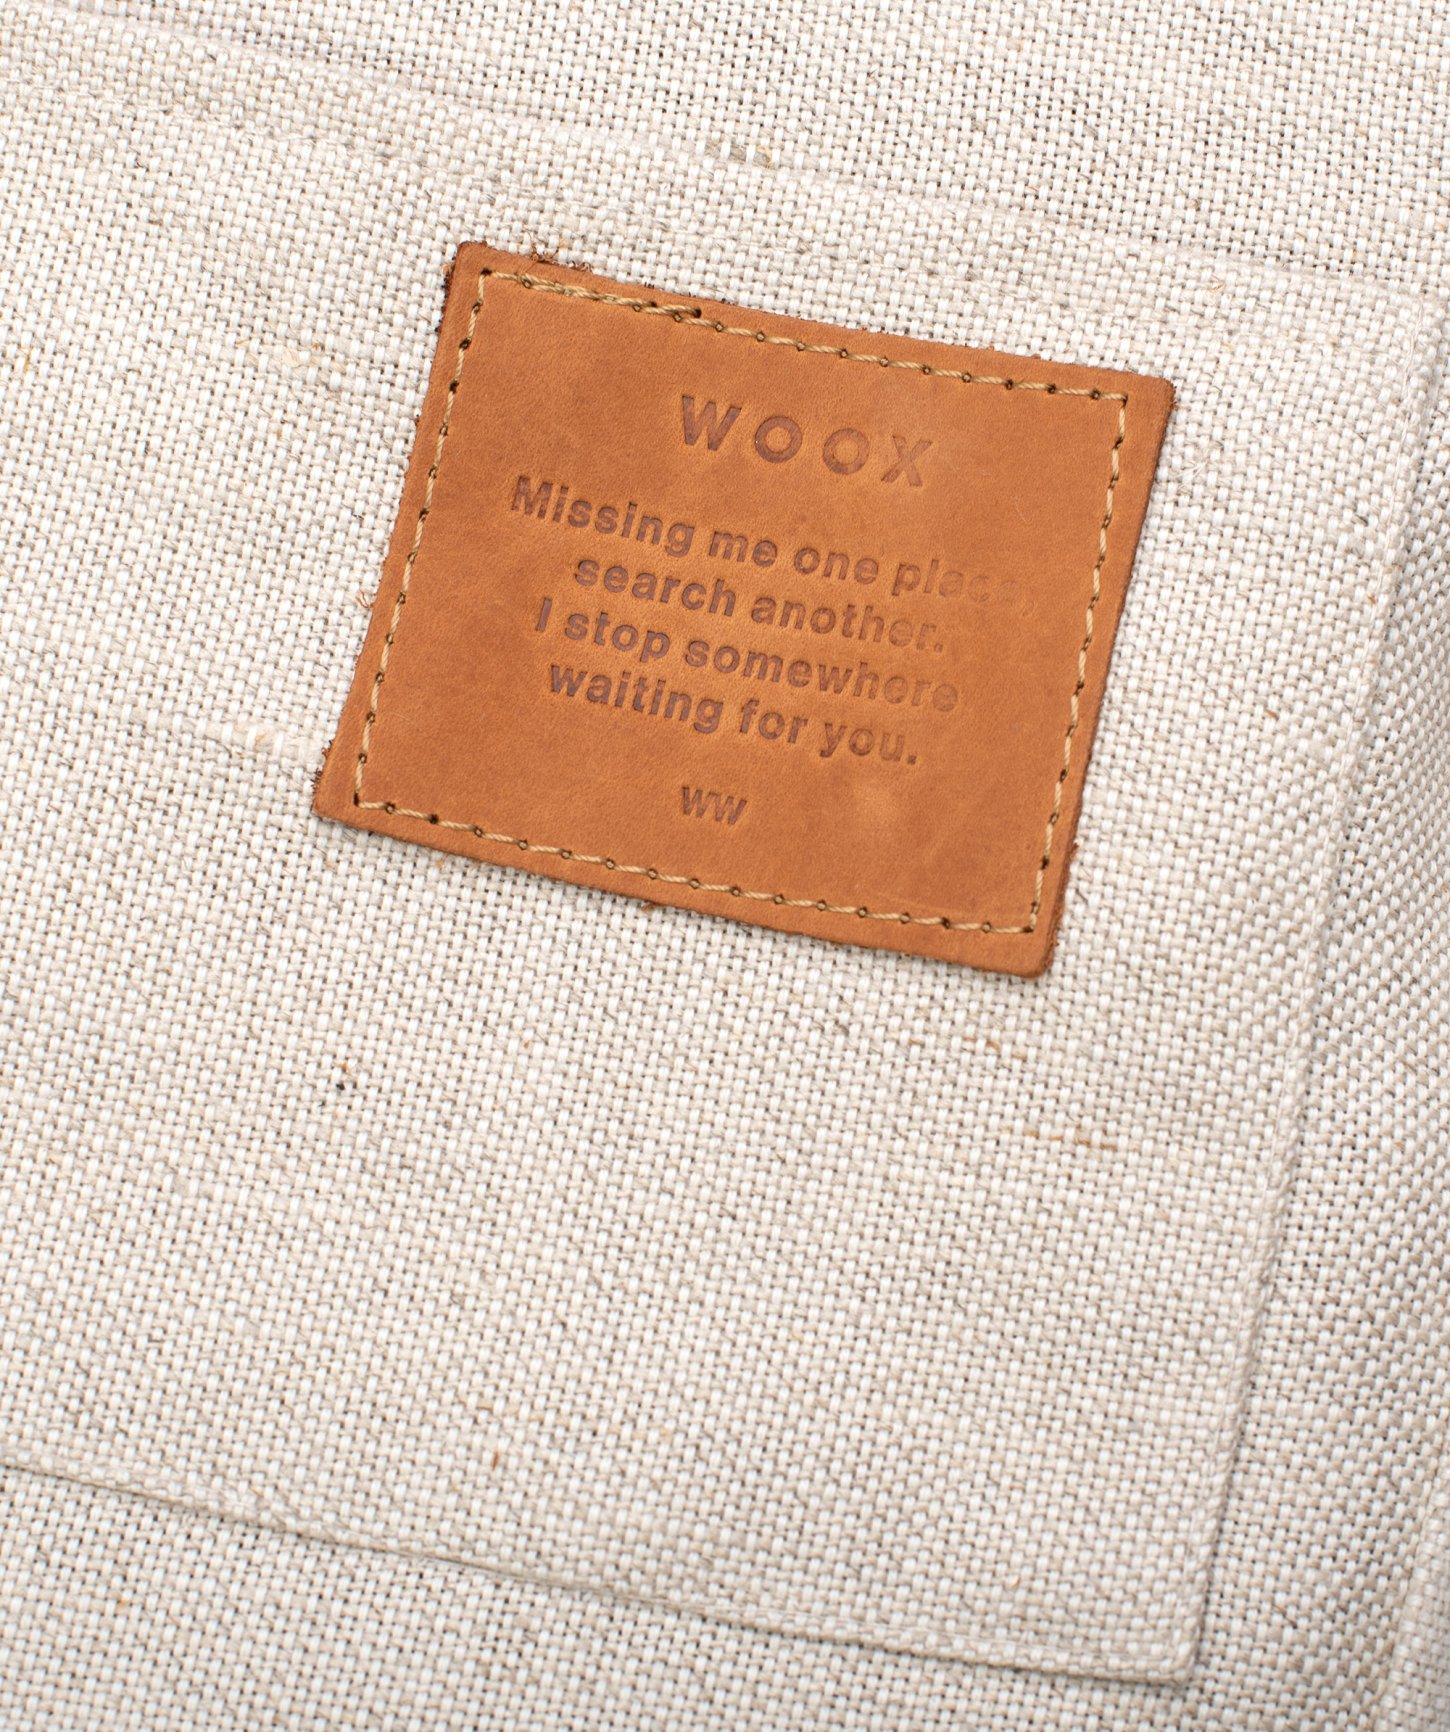 WOOX
Missing me one place,
search another.
I stop somewhere
waiting for you.
WW